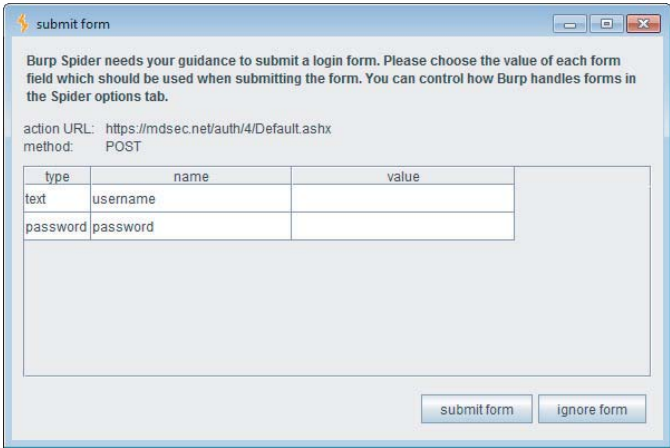 submit form
Burp Spider needs your guidance to submit a login form. Please choose the value of each form
field which should be used when submitting the form. You can control how Burp handles forms in
the Spider options tab.
action URL: https://mdsec.net/auth/4/Default.ashx
method: POST
type name value
text username
password password
submit form ignore form